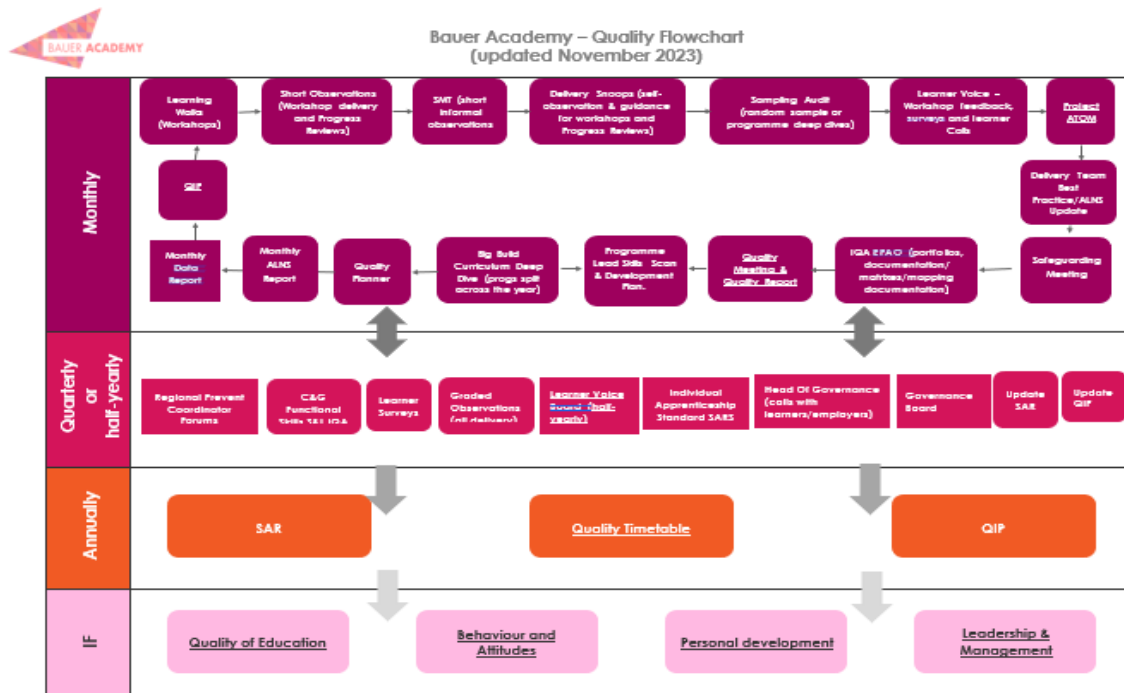 BAUER ACADEMY
Bauer Academy – Quality Flowchart
(updated November 2023)
Monthly
Learning
Walks
(Workshops)
Short Observations
(Workshop delivery
and Progress
Reviews)
SMT (short
informal
observations
Delivery Snoops (self-
observation & guidance
for workshops and
Progress Reviews)
Sampling Audit
(random sample or
programme deep dives)
Learner Voice –
Workshop feedback,
surveys and learner
Calls
Project
ATOM
QIP
Delivery Team
Best
Practice/ALNS
Update
Monthly
Data
Report
Monthly
ALNS
Report
Quality
Planner
Big Build
Curriculum Deep
Dive (progs split
across the year)
Programme
Lead Skills Scan
& Development
Plan.
Quality
Meeting &
Quality Report
IQA EPAO (portfolios,
documentation/
matrixes/mapping
documentation)
Safeguarding
Meeting
Quarterly
or
half-yearly
Regional Prevent
Coordinator
Forums
C&G
Functional
Skills
IQA
Learner
Surveys
Graded
Observations
(all delivery)
Learner Voice
Board (half-
yearly)
Individual
Apprenticeship
Standard SARS
Head Of Governance
(calls with
learners/employers)
Governance
Board
Update
SAR
Update
QIP
Annually
SAR
Quality Timetable
QIP
IF
Quality of Education
Behaviour and
Attitudes
Personal development
Leadership &
Management